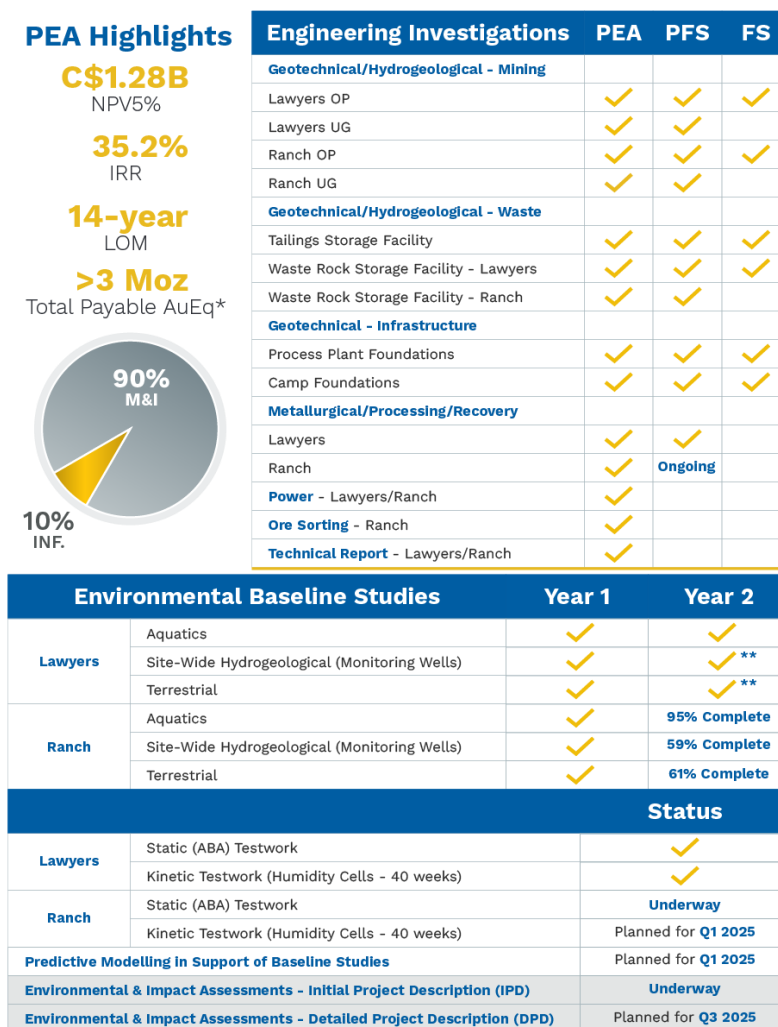 PEA Highlights
C$1.28B
NPV5%
35.2%
IRR
14-year
LOM
>3 Moz
Total Payable AuEq*
90%
M&I
10%
INF.
Engineering Investigations PEA PFS FS
Geotechnical/Hydrogeological - Mining
Lawyers OP
Lawyers UG
Ranch OP
Ranch UG
Geotechnical/Hydrogeological - Waste
Tailings Storage Facility
Waste Rock Storage Facility - Lawyers
Waste Rock Storage Facility - Ranch
Geotechnical - Infrastructure
Process Plant Foundations
Camp Foundations
Metallurgical/Processing/Recovery
Lawyers
Ranch Ongoing
Power - Lawyers/Ranch
Ore Sorting - Ranch
Technical Report - Lawyers/Ranch
Environmental Baseline Studies Year 1 Year 2
Lawyers
Aquatics
Site-Wide Hydrogeological (Monitoring Wells) **
Terrestrial **
Ranch
Aquatics 95% Complete
Site-Wide Hydrogeological (Monitoring Wells) 59% Complete
Terrestrial 61% Complete
Status
Lawyers
Static (ABA) Testwork
Kinetic Testwork (Humidity Cells - 40 weeks)
Ranch
Static (ABA) Testwork Underway
Kinetic Testwork (Humidity Cells - 40 weeks) Planned for Q1 2025
Predictive Modelling in Support of Baseline Studies Planned for Q1 2025
Environmental & Impact Assessments - Initial Project Description (IPD) Underway
Environmental & Impact Assessments - Detailed Project Description (DPD) Planned for Q3 2025